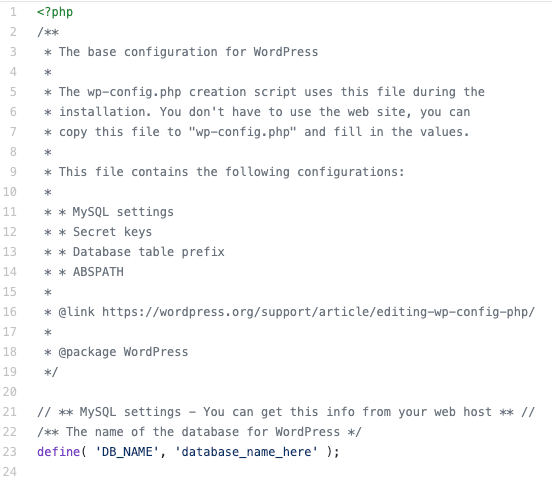 1 <?php
2 /**
3  * The base configuration for WordPress
4  *
5  * The wp-config.php creation script uses this file during the
6  * installation. You don't have to use the web site, you can
7  * copy this file to "wp-config.php" and fill in the values.
8  *
9  * This file contains the following configurations:
10  *
11  * * MySQL settings
12  * * Secret keys
13  * * Database table prefix
14  * * ABSPATH
15  *
16  * @link https://wordpress.org/support/article/editing-wp-config-php/
17  *
18  * @package WordPress
19  */
20
21 // ** MySQL settings - You can get this info from your web host ** //
22 /** The name of the database for WordPress */
23 define( 'DB_NAME', 'database_name_here' );
24